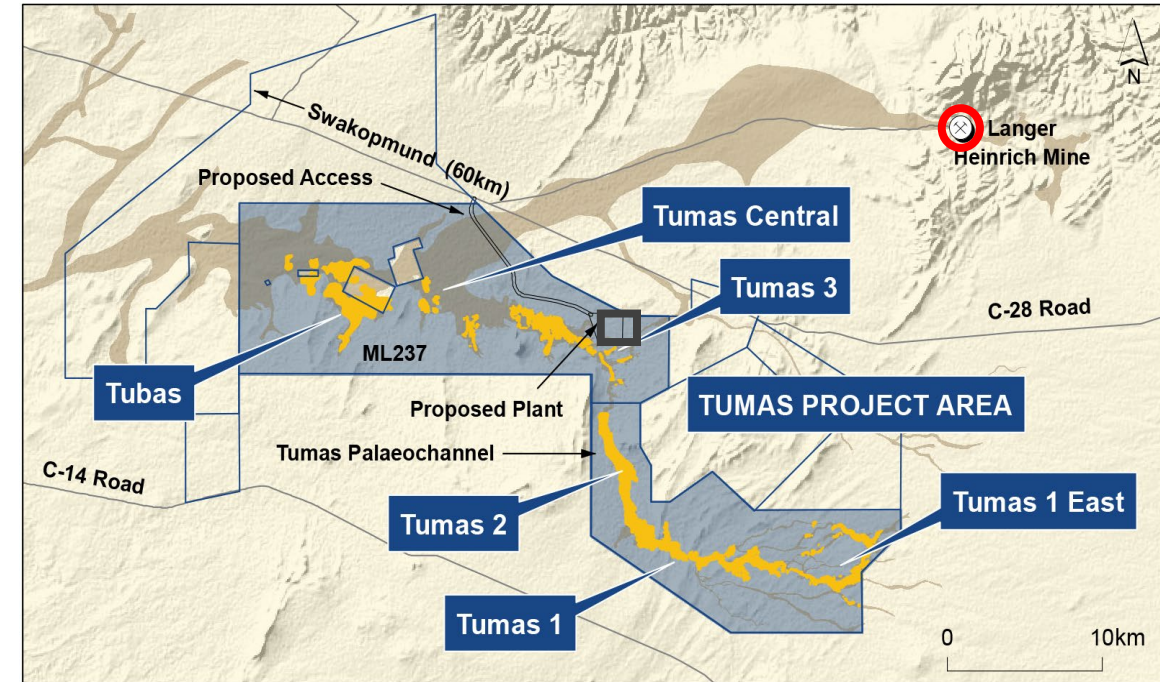 N
Langer
Heinrich Mine
Swakopmund (60km)
Proposed Access
Tumas Central
Tumas 3
C-28 Road
ML237
Tubas
Proposed Plant
TUMAS PROJECT AREA
Tumas Palaeochannel
C-14 Road
Tumas 2
Tumas 1 East
Tumas 1
0 10km